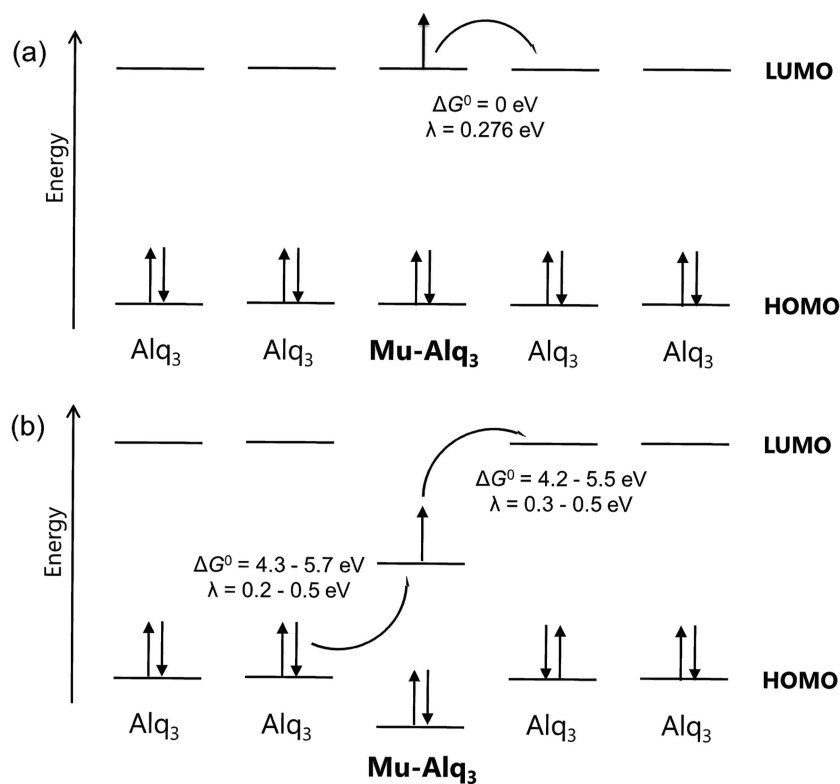 (a)
Energy
LUMO
ΔG⁰ = 0 eV
λ = 0.276 eV
HOMO
Alq₃ Alq₃ Mu-Alq₃ Alq₃ Alq₃
(b)
Energy
LUMO
ΔG⁰ = 4.2 - 5.5 eV
λ = 0.3 - 0.5 eV
ΔG⁰ = 4.3 - 5.7 eV
λ = 0.2 - 0.5 eV
HOMO
Alq₃ Alq₃ Alq₃ Alq₃
Mu-Alq₃